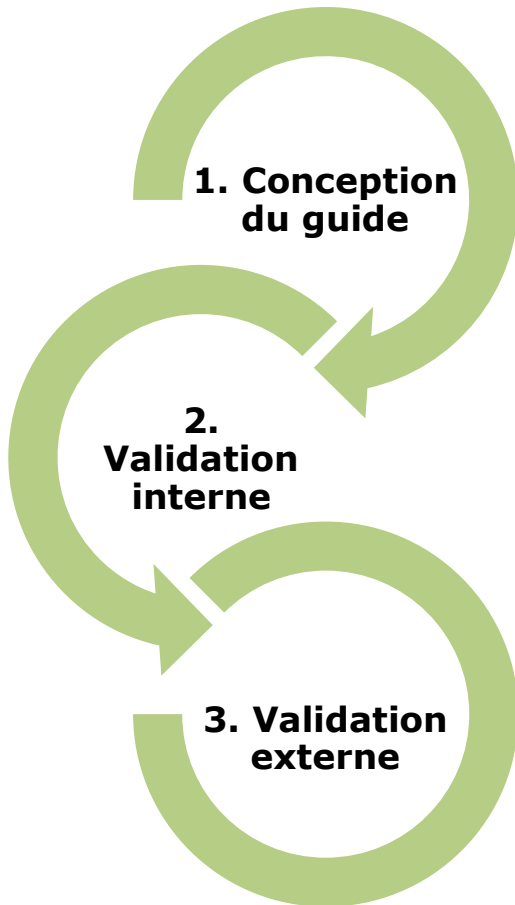 1. Conception
du guide
2.
Validation
interne
3. Validation
externe